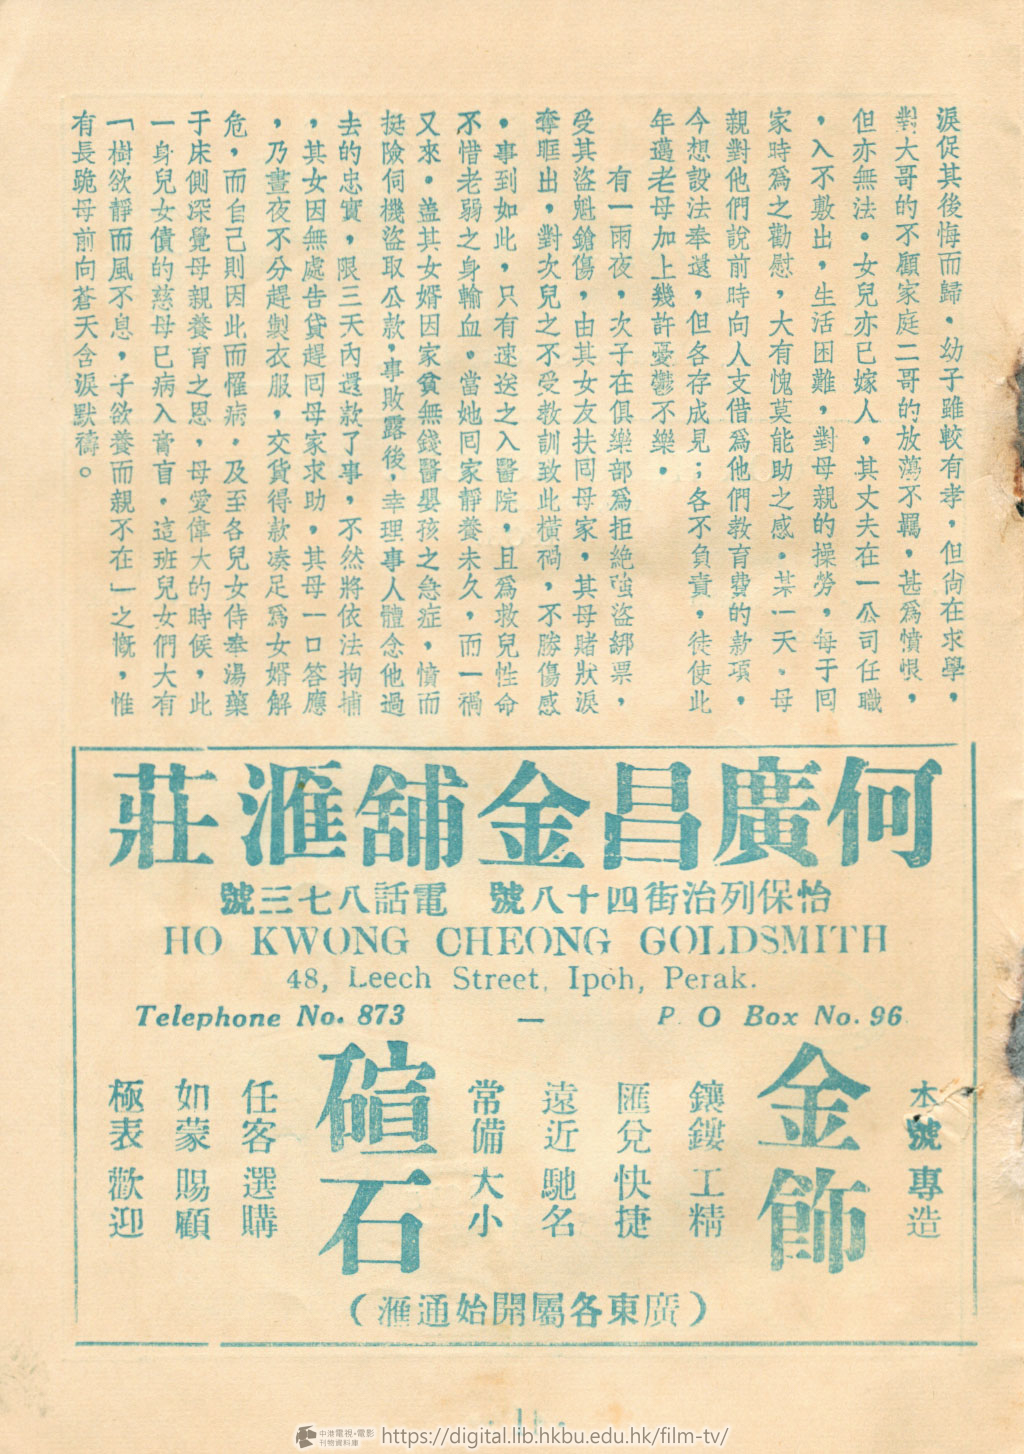 淚促其後悔而歸．幼子雖較有孝，但尙在求學，
對大哥的不顧家庭二哥的放蕩不羈，甚爲憤恨，
但亦無法。女兒亦已嫁人，其丈夫在一公司任職
，入不敷出，生活困難，對母親的操勞，每于囘
家時爲之勸慰，大有愧莫能助之感．某一天．母
親對他們說前時向人支借爲他們教育費的款項，
今想設法奉還，但各存成見；各不負責，徒使此
年邁老母加上幾許憂鬱不樂．
有一雨夜，次子在俱樂部爲拒絕強盜綁票，
受其盜魁鎗傷，由其女友扶囘母家，其母睹狀淚
奪眶出，對次兒之不受教訓致此橫禍，不勝傷感
．事到如此，只有速送之入醫院，且爲救兒性命
不惜老弱之身輸血。當她囘家靜養未久，而一禍
又來．蓋其女婿因家貧無錢醫嬰孩之急症，憤而
挺險伺機盜取公款，事敗露後，幸理事人體念他過
去的忠實，限三天內還款了事，不然將依法拘捕
，其女因無處告貸趕囘母家求助，其母一口答應
，乃晝夜不分趕製衣服，交貨得款凑足爲女婿解
危，而自己則因此而罹病．及至各兒女侍奉湯藥
于床側深覺母親養育之恩，母愛偉大的時候，此
一身兒女債的慈母已病入膏盲．這班兒女們大有
「樹欲靜而風不息，子欲養而親不在」之慨，惟
有長跪母前向蒼天含淚默禱。
何廣昌金舖滙莊
怡保列治街四十八號　電話八七三號
HO KWONG CHEONG GOLDSMITH
48, Leech Street, Ipoh, Perak.
Telephone No. 873 — P. O Box No. 96
本號專造
金飾
鑲鏤工精
匯兌快捷
遠近馳名
常備大小
碹石
任客選購
如蒙賜顧
極表歡迎
（廣東各屬開始通滙）
中港電視・電影
刊物資料庫
https://digital.lib.hkbu.edu.hk/film-tv/